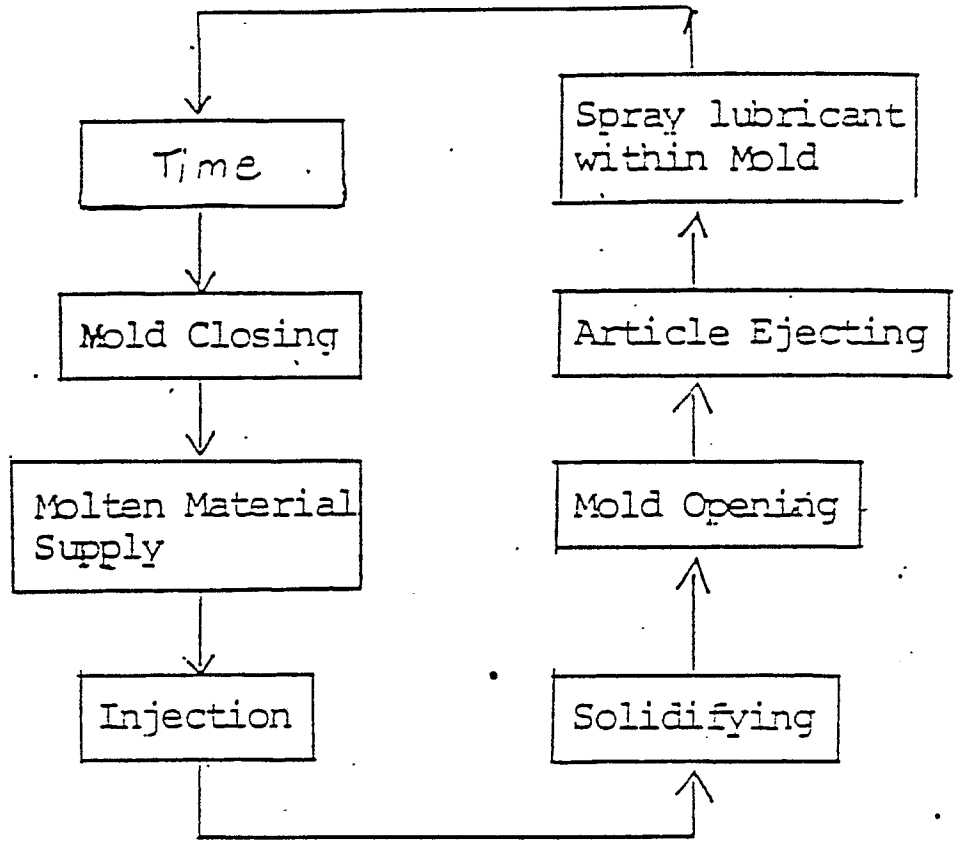 Time
Mold Closing
Molten Material
Supply
Injection
Solidifying
Mold Opening
Article Ejecting
Spray lubricant
within Mold